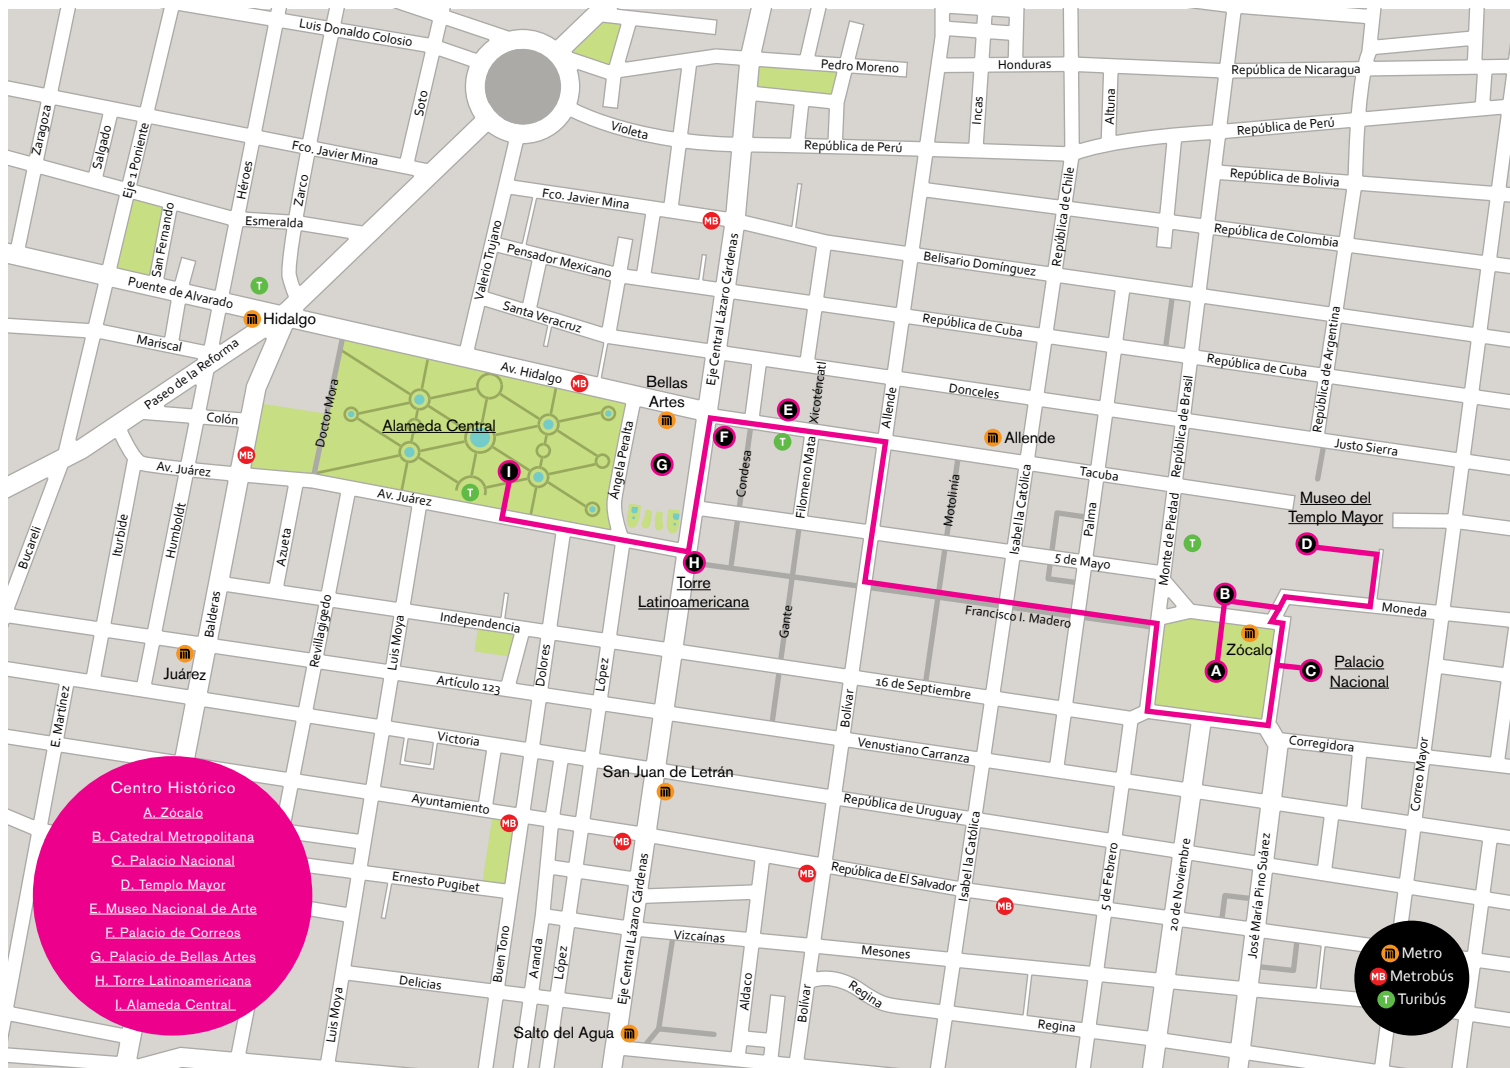 Luis Donaldo Colosio
Pedro Moreno
Honduras
República de Nicaragua
Zaragoza
Salgado
Eje 1 Poniente
Soto
Violeta
Incas
Altuna
República de Perú
República de Perú
Fco. Javier Mina
Héroes
Zarco
Fco. Javier Mina
MB
República de Chile
República de Bolivia
San Fernando
Esmeralda
Valerio Trujano
Pensador Mexicano
Eje Central Lázaro Cárdenas
Belisario Domínguez
República de Colombia
T
Puente de Alvarado
Hidalgo
Santa Veracruz
República de Cuba
República de Argentina
Mariscal
Paseo de la Reforma
Av. Hidalgo
MB
Bellas
Artes
Xicoténcatl
Allende
Donceles
República de Cuba
República de Brasil
Doctor Mora
Colón
Alameda Central
Ángela Peralta
E
F
T
Allende
Justo Sierra
MB
Av. Juárez
I
G
Condesa
Filomeno Mata
Motolinía
Isabel la Católica
Tacuba
Palma
Av. Juárez
T
Museo del
Templo Mayor
Monte de Piedad
T
D
Bucareli
Iturbide
Humboldt
Azueta
H
Torre
Latinoamericana
5 de Mayo
B
Moneda
Balderas
Revillagigedo
Luis Moya
Independencia
Gante
Francisco I. Madero
Zócalo
A
C
Palacio
Nacional
Juárez
Dolores
López
Artículo 123
16 de Septiembre
Bolívar
E. Martínez
Victoria
Venustiano Carranza
Corregidora
Correo Mayor
San Juan de Letrán
Ayuntamiento
MB
MB
República de Uruguay
Isabel la Católica
Centro Histórico
A. Zócalo
B. Catedral Metropolitana
C. Palacio Nacional
D. Templo Mayor
E. Museo Nacional de Arte
F. Palacio de Correos
G. Palacio de Bellas Artes
H. Torre Latinoamericana
I. Alameda Central
Ernesto Pugibet
MB
República de El Salvador
MB
5 de Febrero
20 de Noviembre
José María Pino Suárez
Eje Central Lázaro Cárdenas
Vizcaínas
Mesones
Buen Tono
Aranda
López
Delicias
Luis Moya
Aldaco
Bolívar
Regina
Regina
Salto del Agua
Metro
MB Metrobús
T Turibús